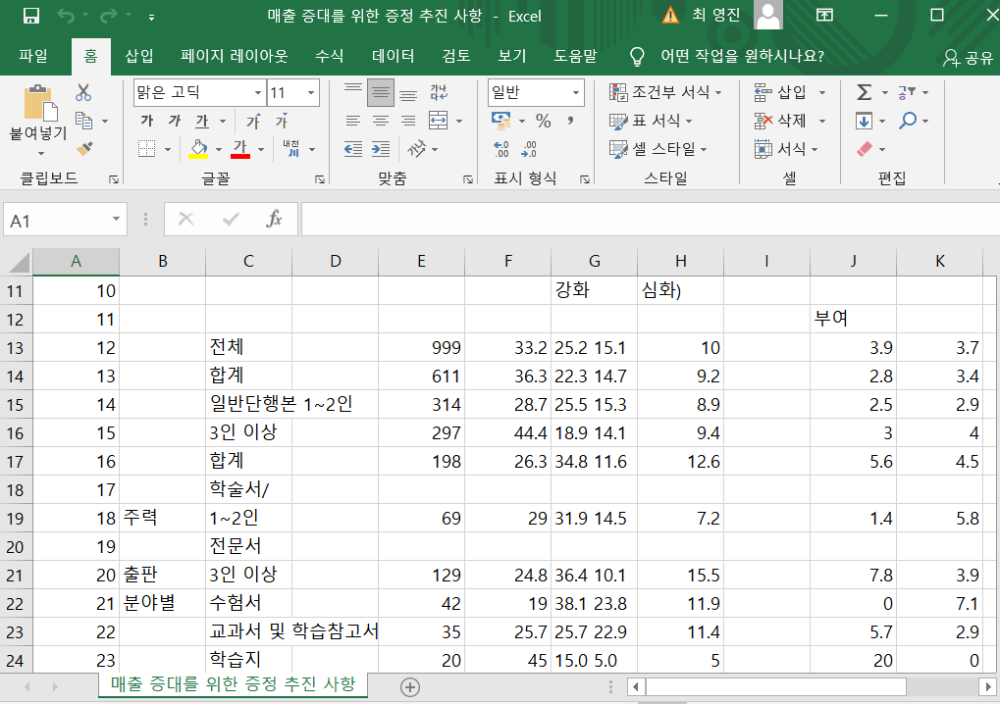 매출 증대를 위한 증정 추진 사항 - Excel 최 영진
파일 홈 삽입 페이지 레이아웃 수식 데이터 검토 보기 도움말 어떤 작업을 원하시나요? 공유
맑은 고딕 11 가나다 일반 조건부 서식 삽입 Σ
붙여넣기 가 가 가 가 가 % , 표 서식 삭제
가 내천 ←.0 .00 .00 →.0 셀 스타일 서식
클립보드 글꼴 맞춤 표시 형식 스타일 셀 편집
A1 fx
A B C D E F G H I J K
11 10 강화 심화)
12 11 부여
13 12 전체 999 33.2 25.2 15.1 10 3.9 3.7
14 13 합계 611 36.3 22.3 14.7 9.2 2.8 3.4
15 14 일반단행본 1~2인 314 28.7 25.5 15.3 8.9 2.5 2.9
16 15 3인 이상 297 44.4 18.9 14.1 9.4 3 4
17 16 합계 198 26.3 34.8 11.6 12.6 5.6 4.5
18 17 학술서/
19 18 주력 1~2인 69 29 31.9 14.5 7.2 1.4 5.8
20 19 전문서
21 20 출판 3인 이상 129 24.8 36.4 10.1 15.5 7.8 3.9
22 21 분야별 수험서 42 19 38.1 23.8 11.9 0 7.1
23 22 교과서 및 학습참고서 35 25.7 25.7 22.9 11.4 5.7 2.9
24 23 학습지 20 45 15.0 5.0 5 20 0
매출 증대를 위한 증정 추진 사항